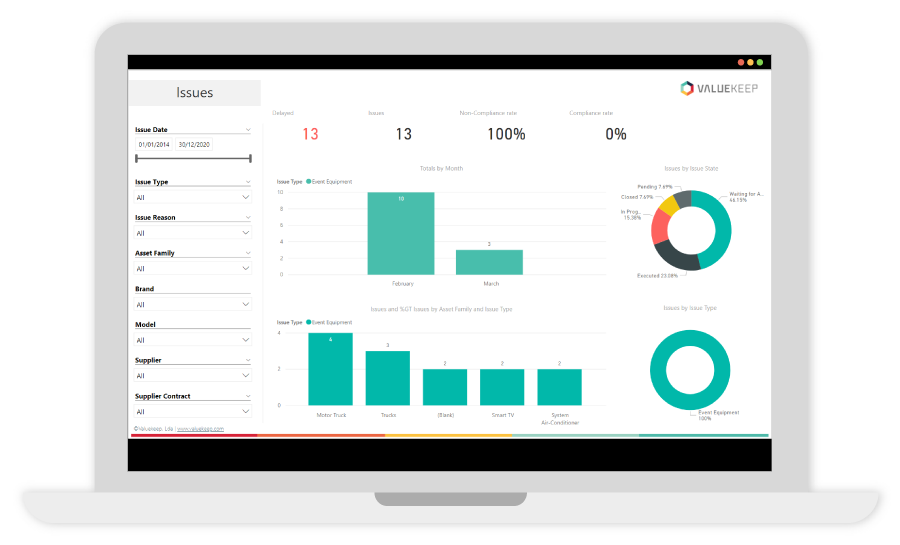 Issues
VALUEKEEP
Issue Date
01/01/2014 30/12/2020
Issue Type
All
Issue Reason
All
Asset Family
All
Brand
All
Model
All
Supplier
All
Supplier Contract
All
©Valuekeep, Lda | www.valuekeep.com
Delayed
13
Issues
13
Non-Compliance rate
100%
Compliance rate
0%
Totals by Month
Issue Type Event Equipment
10
8
6
4
2
0
10
3
February March
Issues by Issue State
Pending 7.69%
Closed 7.69%
In Prog...
15.38%
Executed 23.08%
Waiting for A...
46.15%
Issues and %GT Issues by Asset Family and Issue Type
Issue Type Event Equipment
4
2
0
4
3
2
2
2
Motor Truck Trucks (Blank) Smart TV System
Air-Conditioner
Issues by Issue Type
Event Equipment
100%